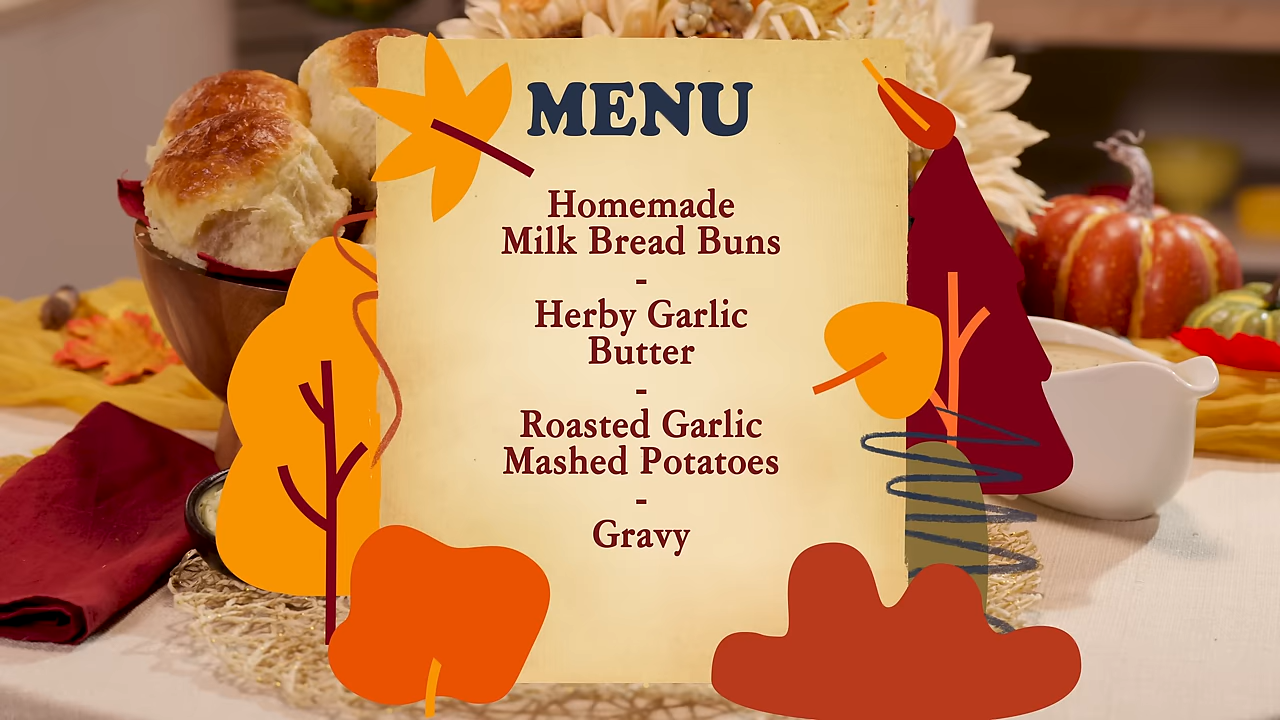 MENU
Homemade
Milk Bread Buns
-
Herby Garlic
Butter
-
Roasted Garlic
Mashed Potatoes
-
Gravy